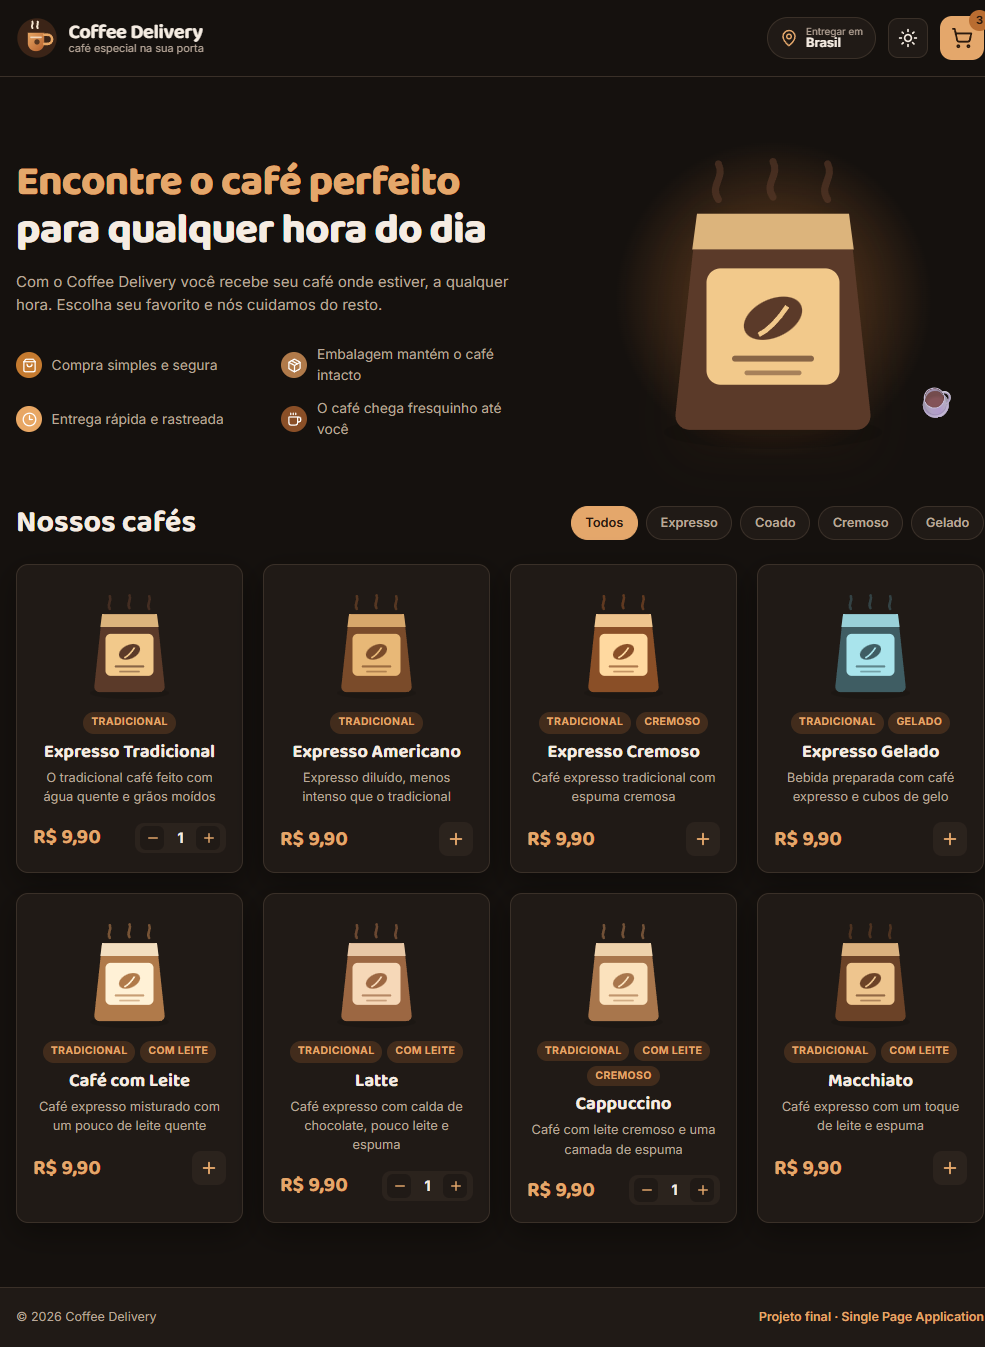 Coffee Delivery
café especial na sua porta
Entregar em
Brasil
3
Encontre o café perfeito
para qualquer hora do dia
Com o Coffee Delivery você recebe seu café onde estiver, a qualquer
hora. Escolha seu favorito e nós cuidamos do resto.
Compra simples e segura
Embalagem mantém o café
intacto
Entrega rápida e rastreada
O café chega fresquinho até
você
Nossos cafés
Todos
Expresso
Coado
Cremoso
Gelado
TRADICIONAL
Expresso Tradicional
O tradicional café feito com
água quente e grãos moídos
R$ 9,90
1
TRADICIONAL
Expresso Americano
Expresso diluído, menos
intenso que o tradicional
R$ 9,90
TRADICIONAL CREMOSO
Expresso Cremoso
Café expresso tradicional com
espuma cremosa
R$ 9,90
TRADICIONAL GELADO
Expresso Gelado
Bebida preparada com café
expresso e cubos de gelo
R$ 9,90
TRADICIONAL COM LEITE
Café com Leite
Café expresso misturado com
um pouco de leite quente
R$ 9,90
TRADICIONAL COM LEITE
Latte
Café expresso com calda de
chocolate, pouco leite e
espuma
R$ 9,90
1
TRADICIONAL COM LEITE
CREMOSO
Cappuccino
Café com leite cremoso e uma
camada de espuma
R$ 9,90
1
TRADICIONAL COM LEITE
Macchiato
Café expresso com um toque
de leite e espuma
R$ 9,90
© 2026 Coffee Delivery
Projeto final · Single Page Application